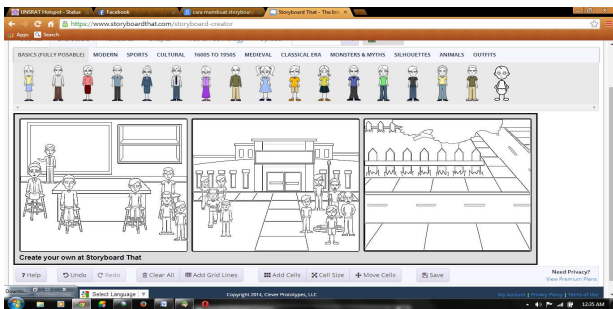 UNSRAT Hotspot - Status
Facebook
cara membuat storyboard
Storyboard That - The Inte
https://www.storyboardthat.com/storyboard-creator
Apps
Search
BASICS (FULLY POSABLE) MODERN SPORTS CULTURAL 1600S TO 1950S MEDIEVAL CLASSICAL ERA MONSTERS & MYTHS SILHOUETTES ANIMALS OUTFITS
Create your own at Storyboard That
? Help Undo Redo Clear All Add Grid Lines Add Cells Cell Size Move Cells Save
Need Privacy?
View Premium Plans
Select Language
Copyright 2014, Clever Prototypes, LLC
My Account | Privacy Policy | Terms of Use
12:35 AM